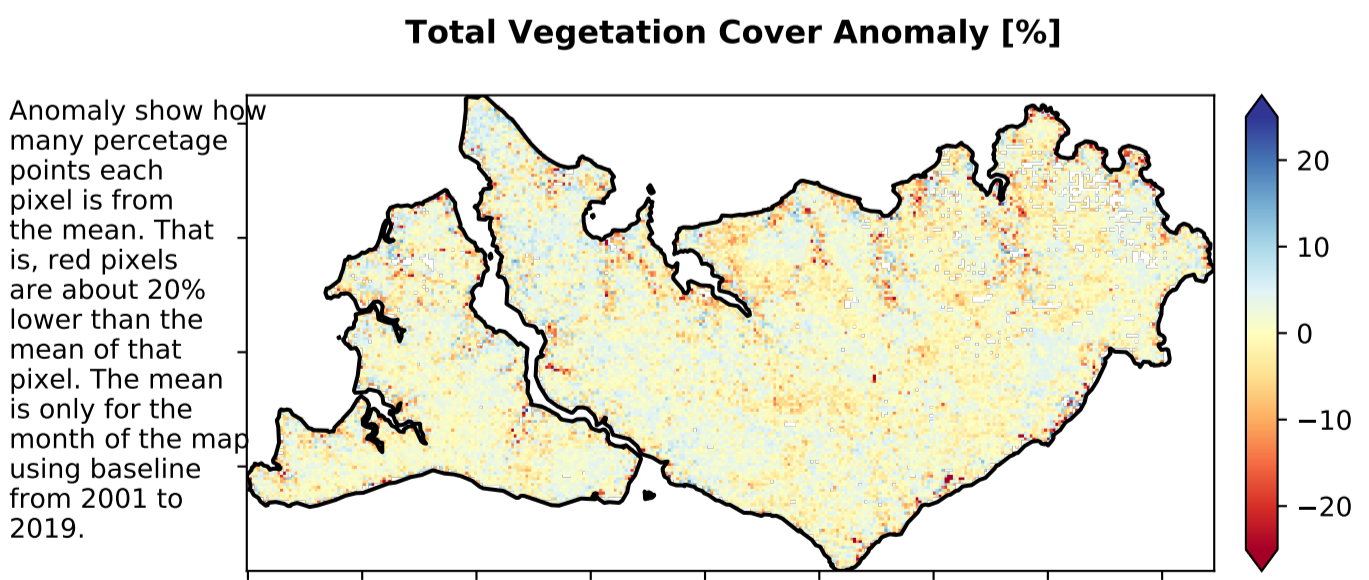 Total Vegetation Cover Anomaly [%]
Anomaly show how
many percetage
points each
pixel is from
the mean. That
is, red pixels
are about 20%
lower than the
mean of that
pixel. The mean
is only for the
month of the map
using baseline
from 2001 to
2019.
20
10
0
−10
−20